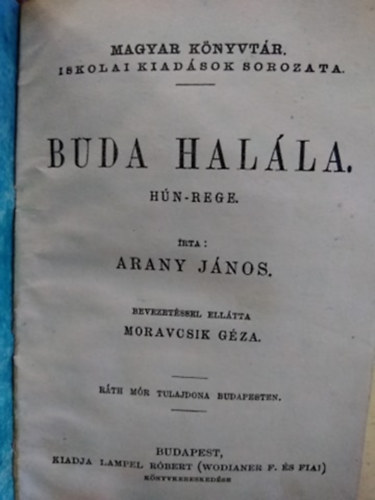 MAGYAR KÖNYVTÁR.
ISKOLAI KIADÁSOK SOROZATA.
BUDA HALÁLA.
HÚN-REGE.
ÍRTA:
ARANY JÁNOS.
BEVEZETÉSSEL ELLÁTTA
MORAVCSIK GÉZA.
RÁTH MÓR TULAJDONA BUDAPESTEN.
BUDAPEST,
KIADJA LAMPEL RÓBERT (WODIANER F. ÉS FIAI)
KÖNYVKERESKEDÉSE